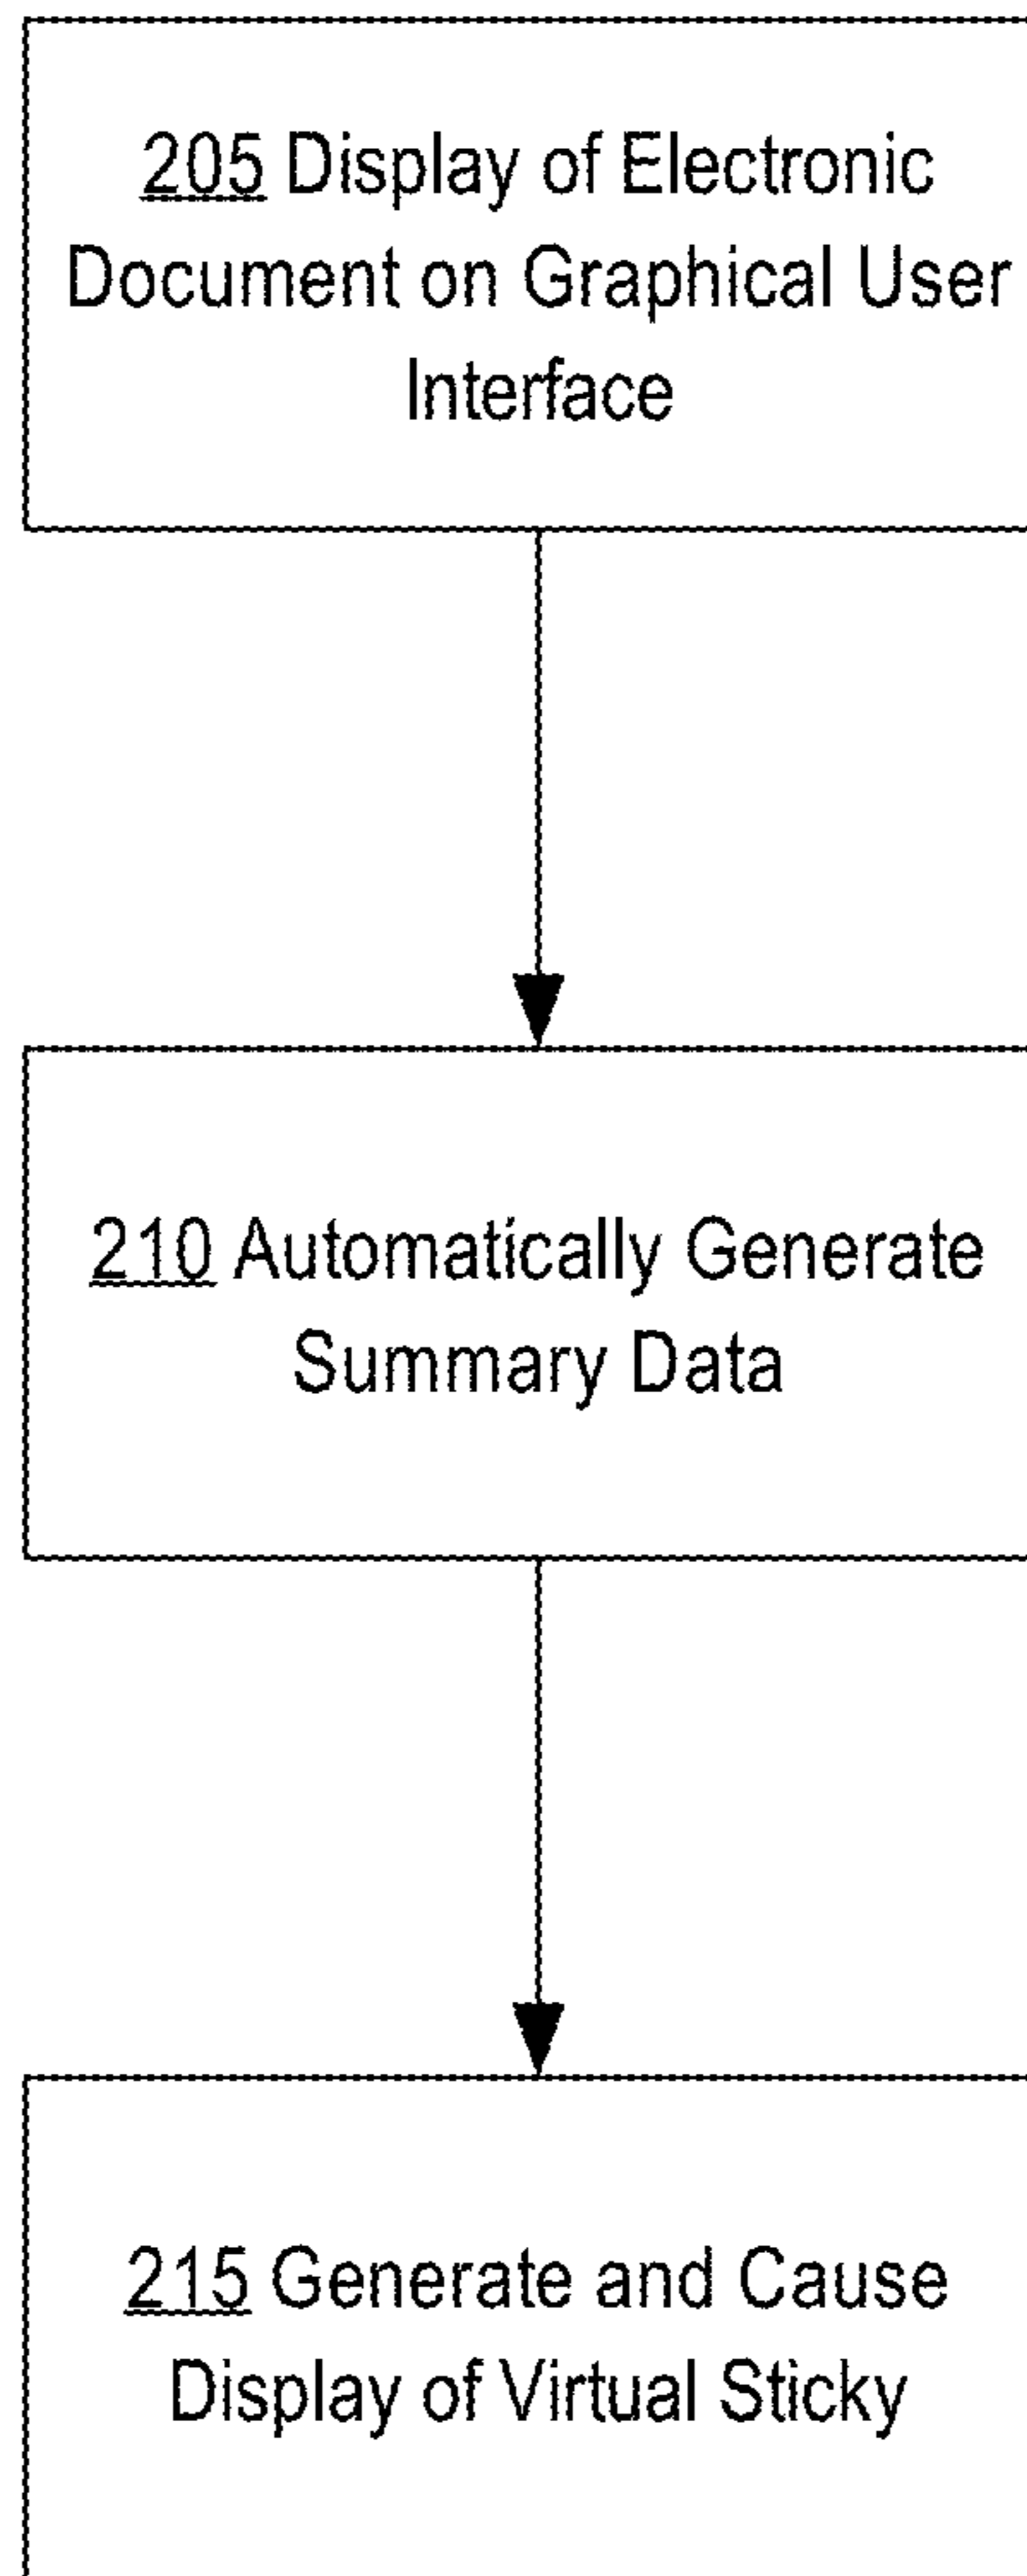 205 Display of Electronic
Document on Graphical User
Interface
210 Automatically Generate
Summary Data
215 Generate and Cause
Display of Virtual Sticky